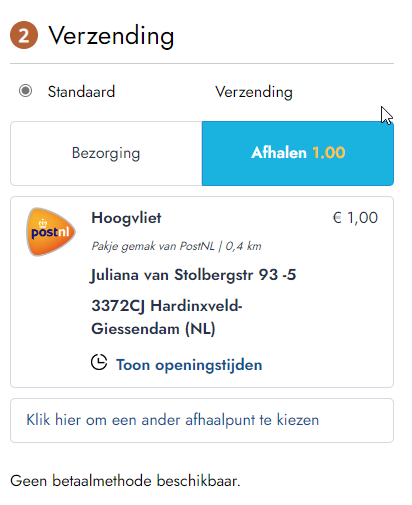 2 Verzending
Standaard Verzending
Bezorging Afhalen 1.00
postnl
Hoogvliet € 1,00
Pakje gemak van PostNL | 0,4 km
Juliana van Stolbergstr 93 -5
3372CJ Hardinxveld-
Giessendam (NL)
Toon openingstijden
Klik hier om een ander afhaalpunt te kiezen
Geen betaalmethode beschikbaar.